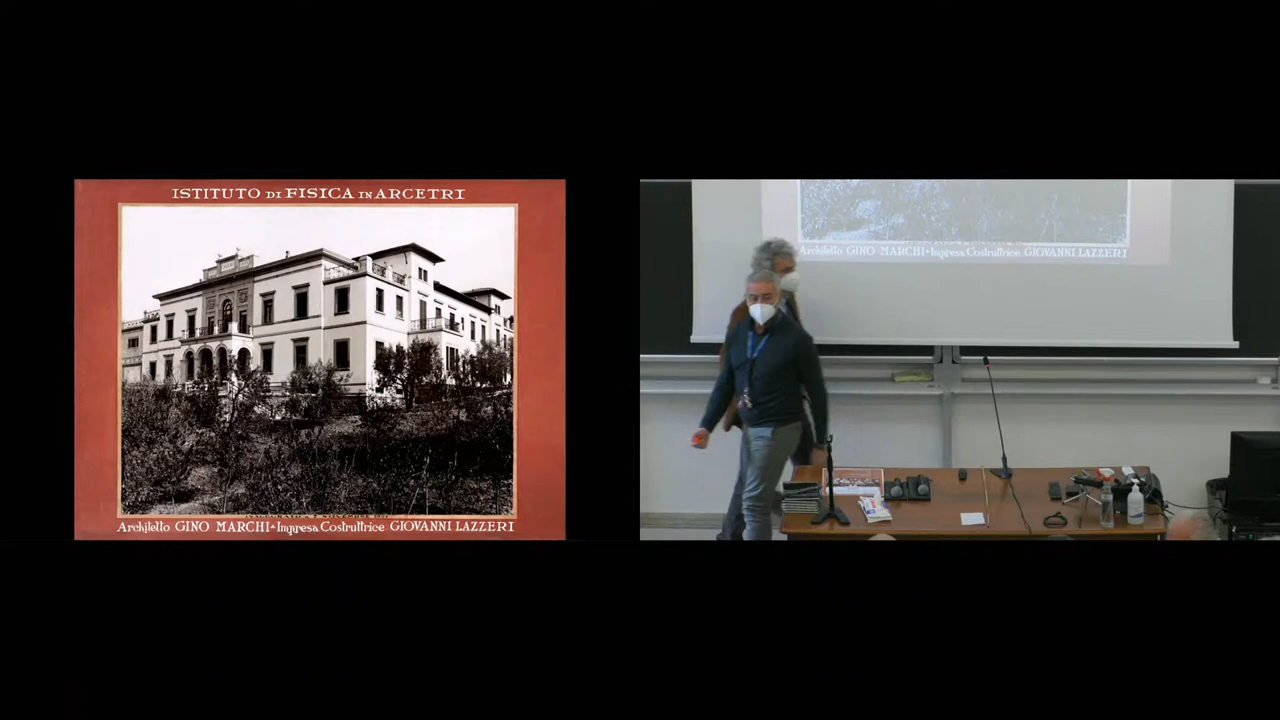 ISTITUTO DI FISICA IN ARCETRI
Architetto GINO MARCHI-Impresa Costruttrice GIOVANNI LAZZERI
Architetto GINO MARCHI-Impresa Costruttrice GIOVANNI LAZZERI